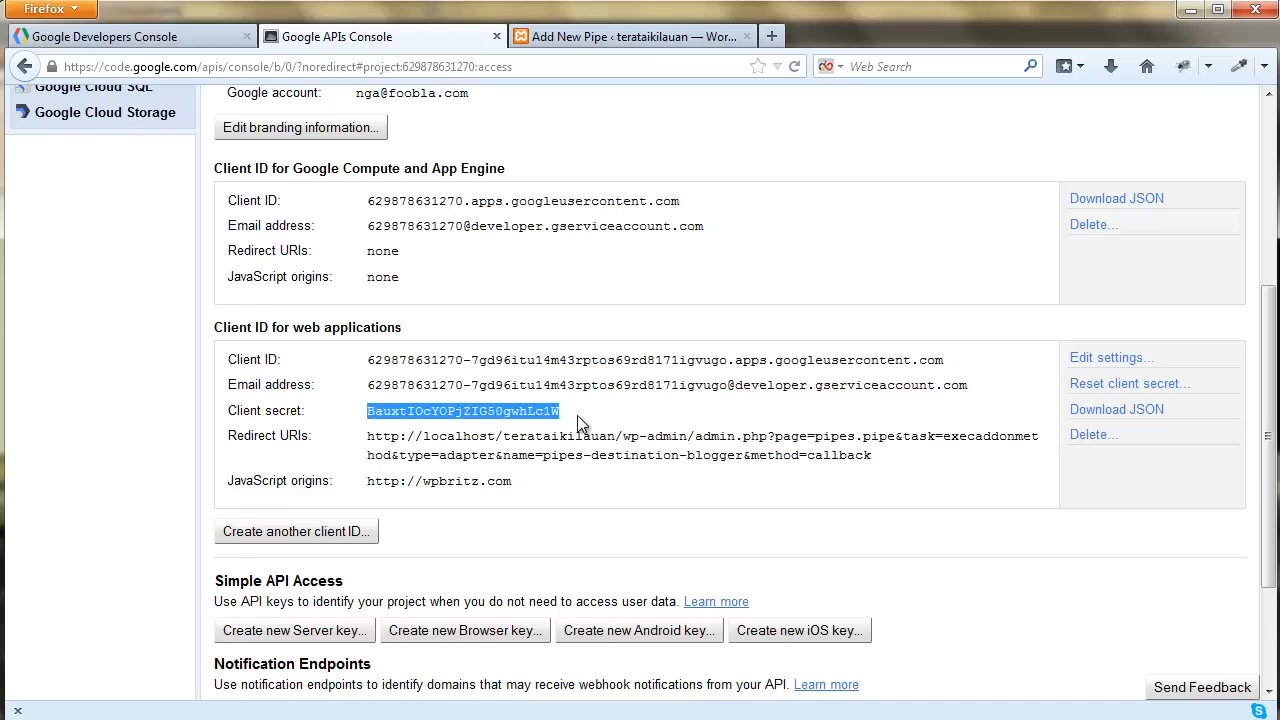 Firefox
Google Developers Console
Google APIs Console
Add New Pipe ‹ terataikilauan — Wor...
https://code.google.com/apis/console/b/0/?noredirect#project:629878631270:access
Web Search
Google Cloud SQL
Google Cloud Storage
Google account: nga@foobla.com
Edit branding information...
Client ID for Google Compute and App Engine
Client ID: 629878631270.apps.googleusercontent.com
Email address: 629878631270@developer.gserviceaccount.com
Redirect URIs: none
JavaScript origins: none
Download JSON
Delete...
Client ID for web applications
Client ID: 629878631270-7gd96itu14m43rptos69rd8171igvugo.apps.googleusercontent.com
Email address: 629878631270-7gd96itu14m43rptos69rd8171igvugo@developer.gserviceaccount.com
Client secret: BauxtIOcYOPjZIG50gwhLc1W
Redirect URIs: http://localhost/terataikilauan/wp-admin/admin.php?page=pipes.pipe&task=execaddonmet
hod&type=adapter&name=pipes-destination-blogger&method=callback
JavaScript origins: http://wpbritz.com
Edit settings...
Reset client secret...
Download JSON
Delete...
Create another client ID...
Simple API Access
Use API keys to identify your project when you do not need to access user data. Learn more
Create new Server key...
Create new Browser key...
Create new Android key...
Create new iOS key...
Notification Endpoints
Use notification endpoints to identify domains that may receive webhook notifications from your API. Learn more
Send Feedback